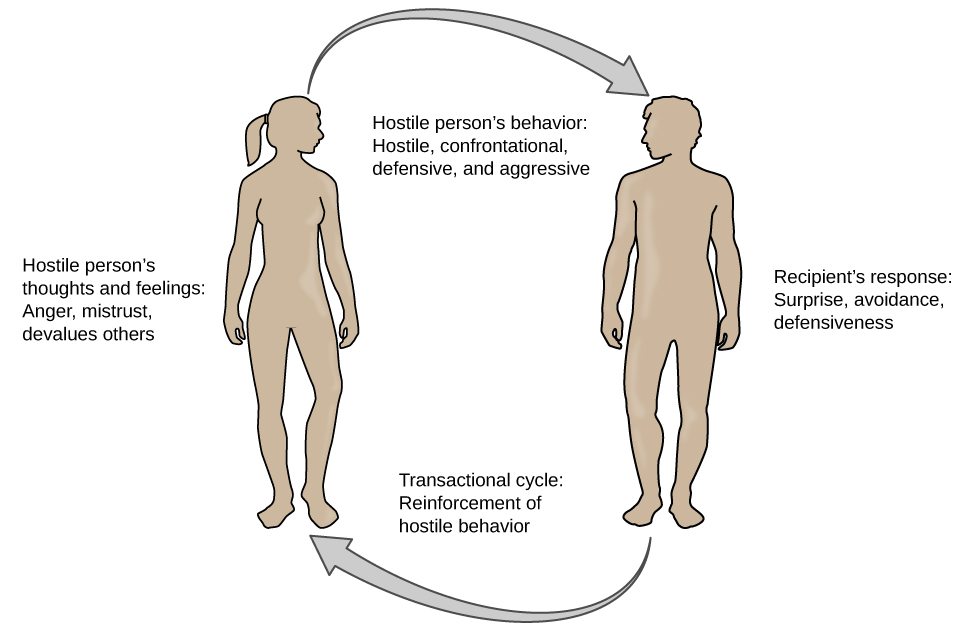 Hostile person’s behavior:
Hostile, confrontational,
defensive, and aggressive
Hostile person’s
thoughts and feelings:
Anger, mistrust,
devalues others
Recipient’s response:
Surprise, avoidance,
defensiveness
Transactional cycle:
Reinforcement of
hostile behavior